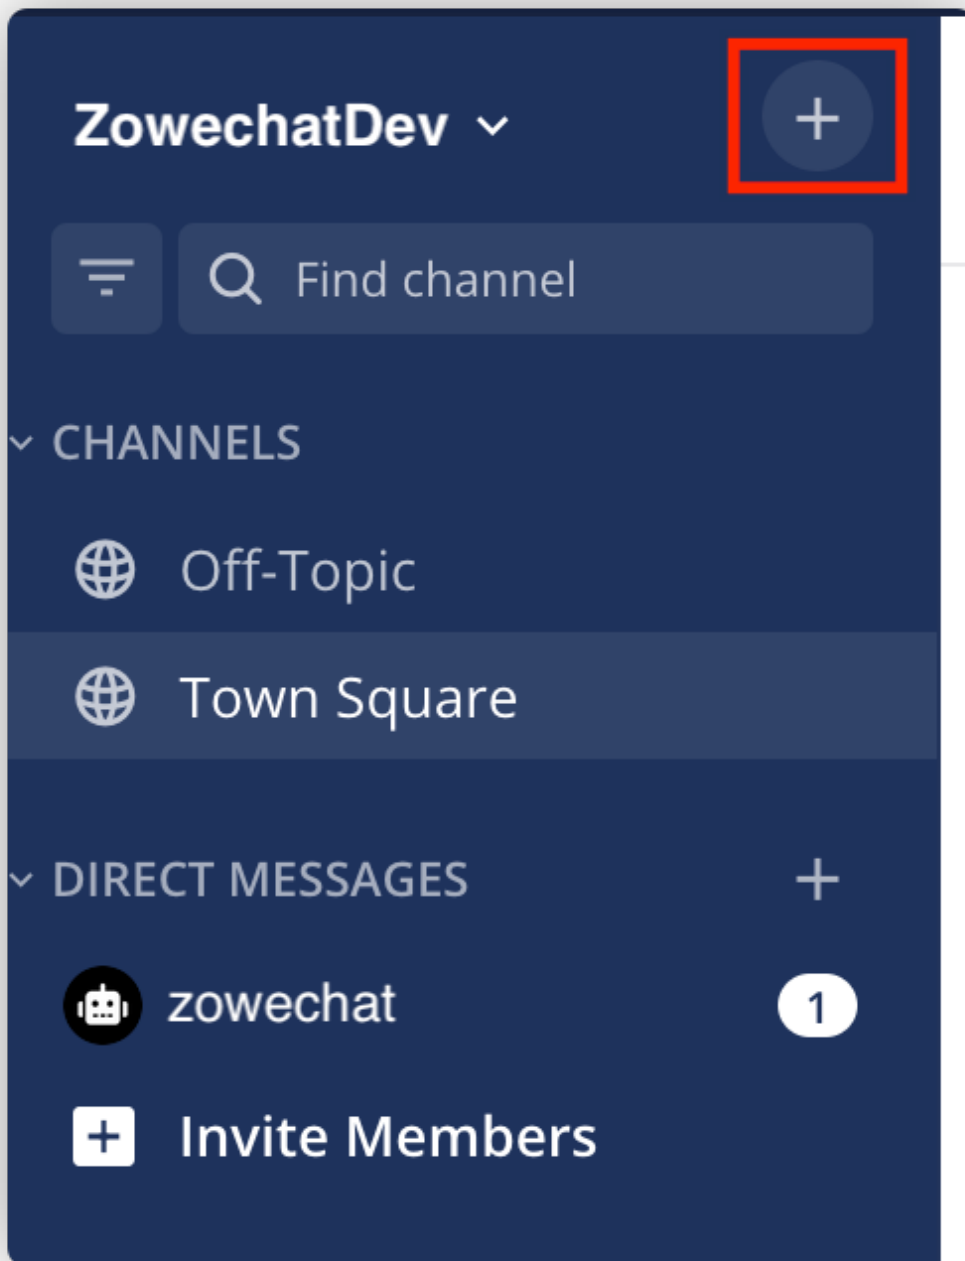 ZowechatDev
Find channel
CHANNELS
Off-Topic
Town Square
DIRECT MESSAGES
zowechat 1
Invite Members